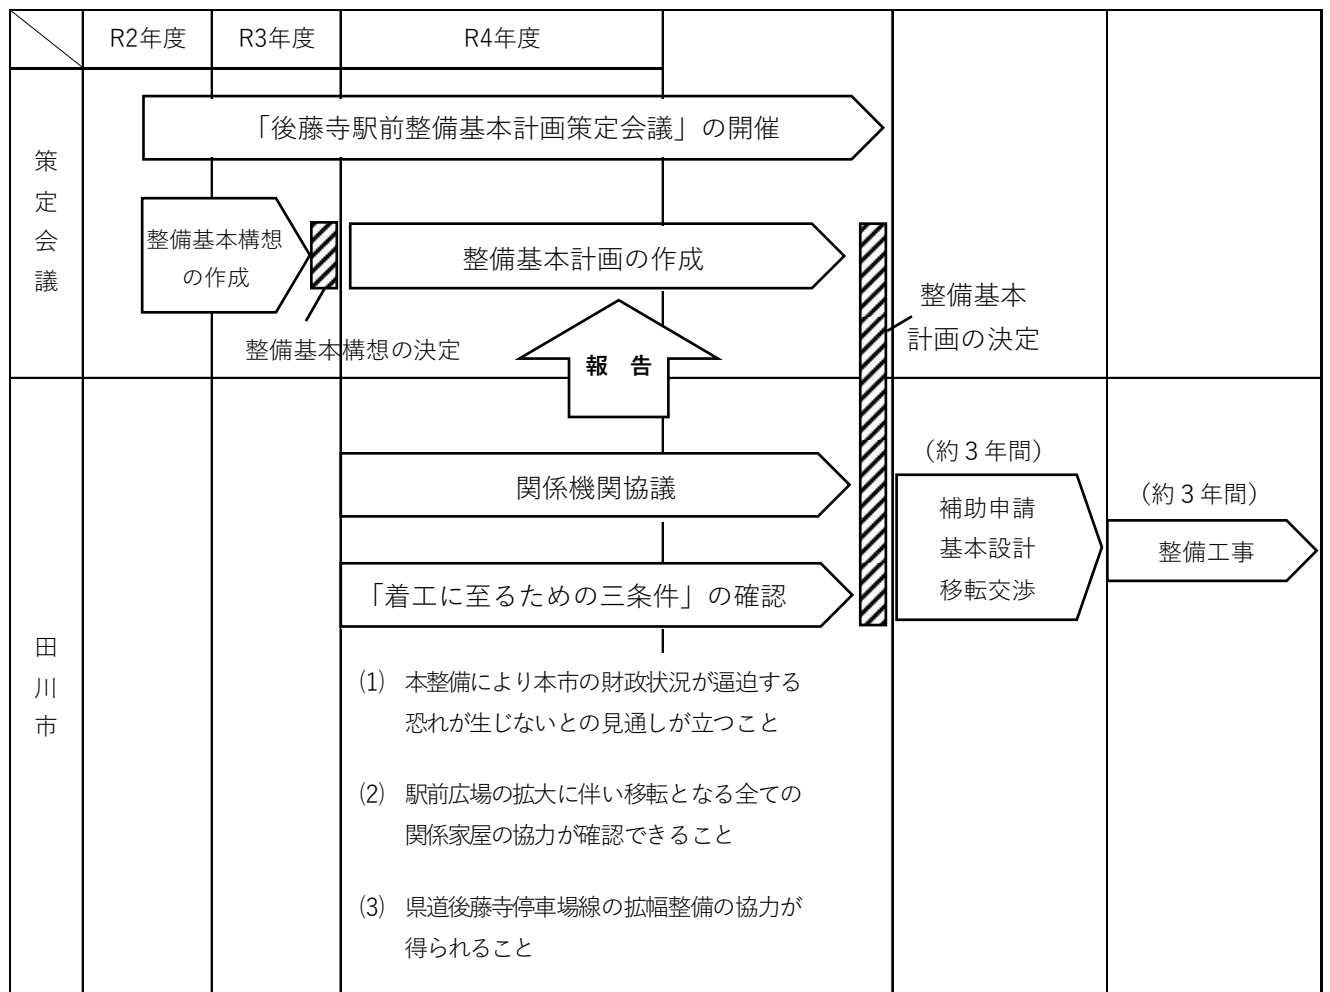 R2年度
R3年度
R4年度
策定会議
「後藤寺駅前整備基本計画策定会議」の開催
整備基本構想
の作成
整備基本計画の作成
整備基本構想の決定
報 告
整備基本
計画の決定
田川市
関係機関協議
「着工に至るための三条件」の確認
(約3年間)
補助申請
基本設計
移転交渉
(約3年間)
整備工事
⑴ 本整備により本市の財政状況が逼迫する
恐れが生じないとの見通しが立つこと
⑵ 駅前広場の拡大に伴い移転となる全ての
関係家屋の協力が確認できること
⑶ 県道後藤寺停車場線の拡幅整備の協力が
得られること